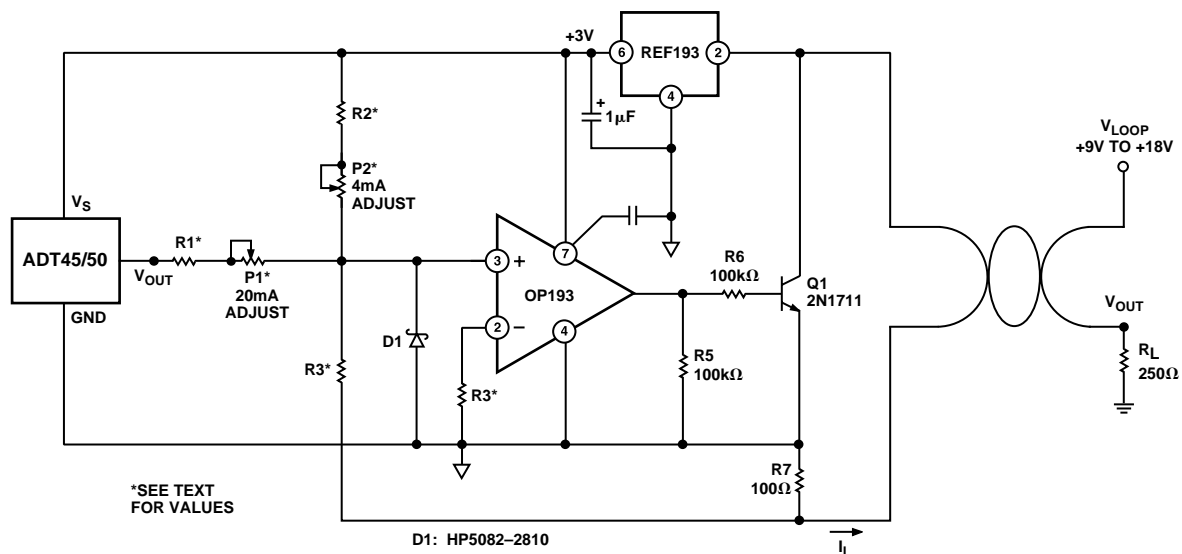 +3V
6
REF193
2
4
+
1μF
R2*
P2*
4mA
ADJUST
VLOOP
+9V TO +18V
VS
ADT45/50
VOUT
GND
R1*
P1*
20mA
ADJUST
3
+
7
OP193
2
−
4
D1
R3*
R3*
R6
100kΩ
Q1
2N1711
R5
100kΩ
VOUT
RL
250Ω
R7
100Ω
*SEE TEXT
FOR VALUES
D1: HP5082–2810
IL